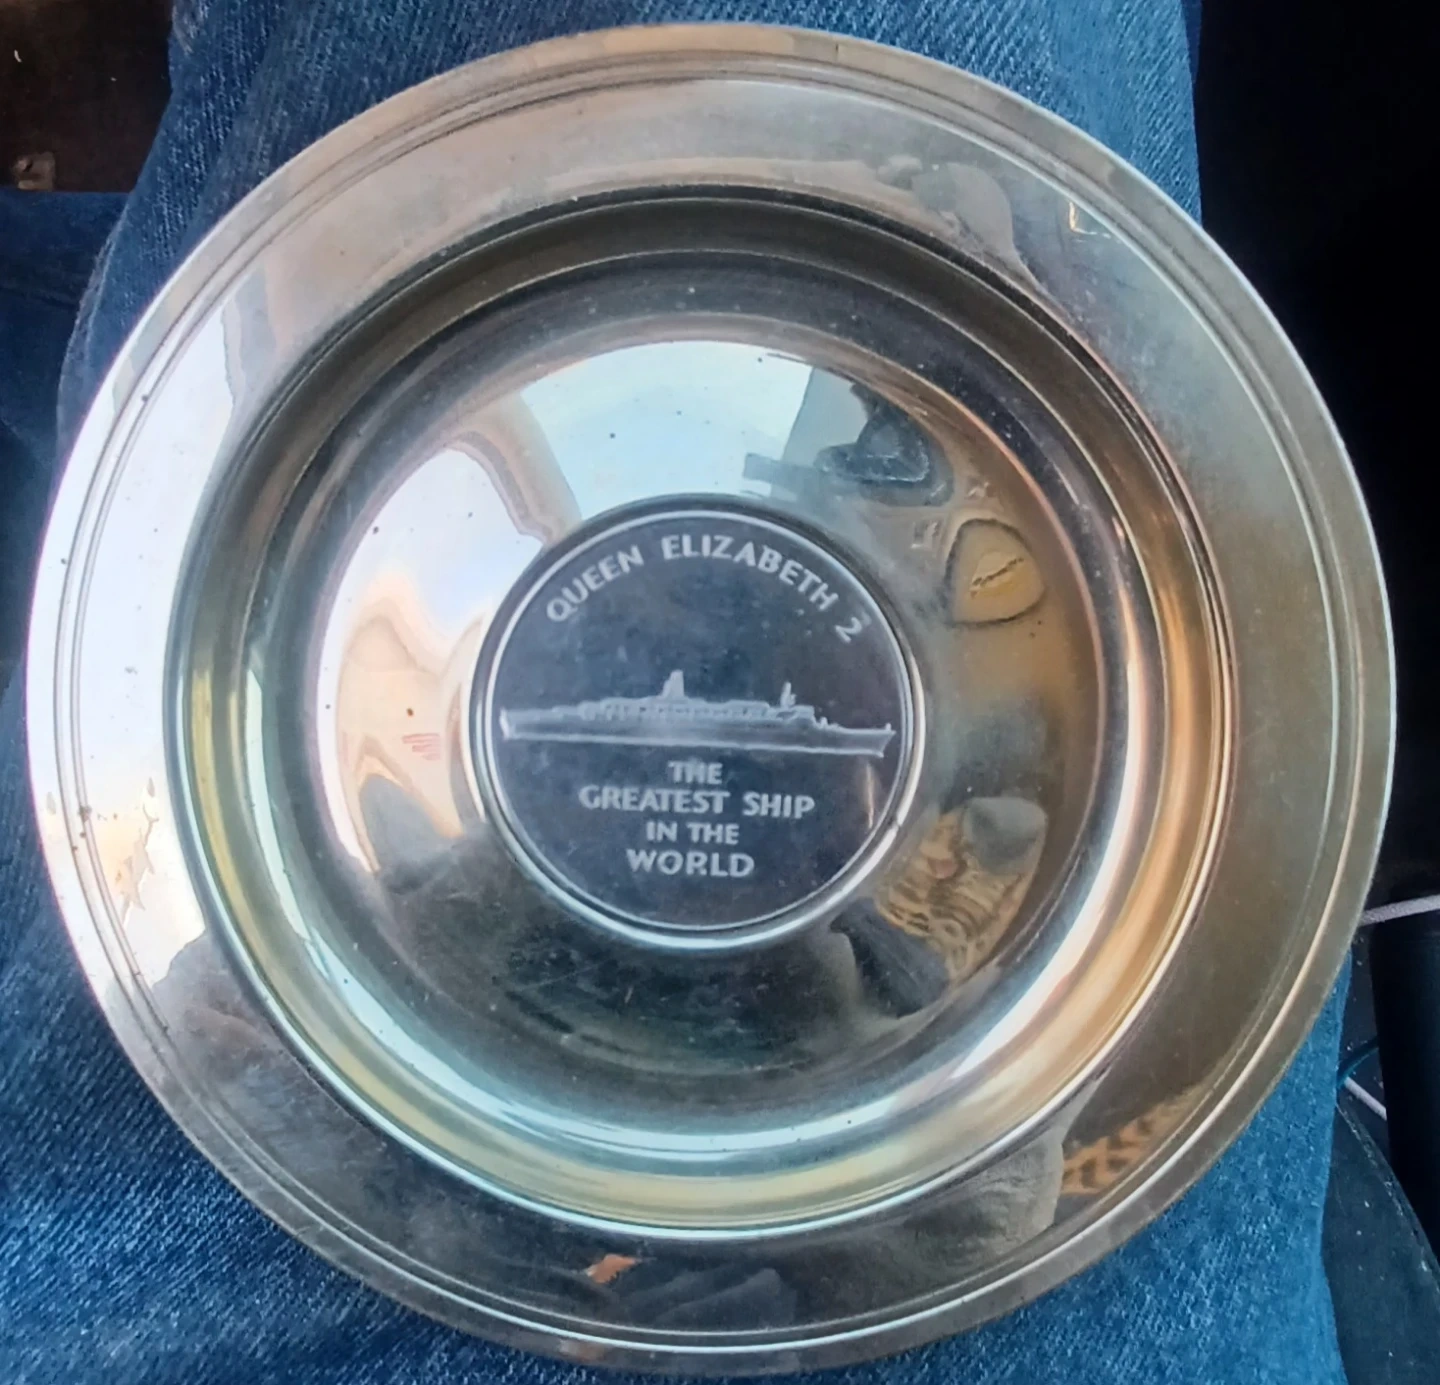 QUEEN ELIZABETH 2
THE
GREATEST SHIP
IN THE
WORLD